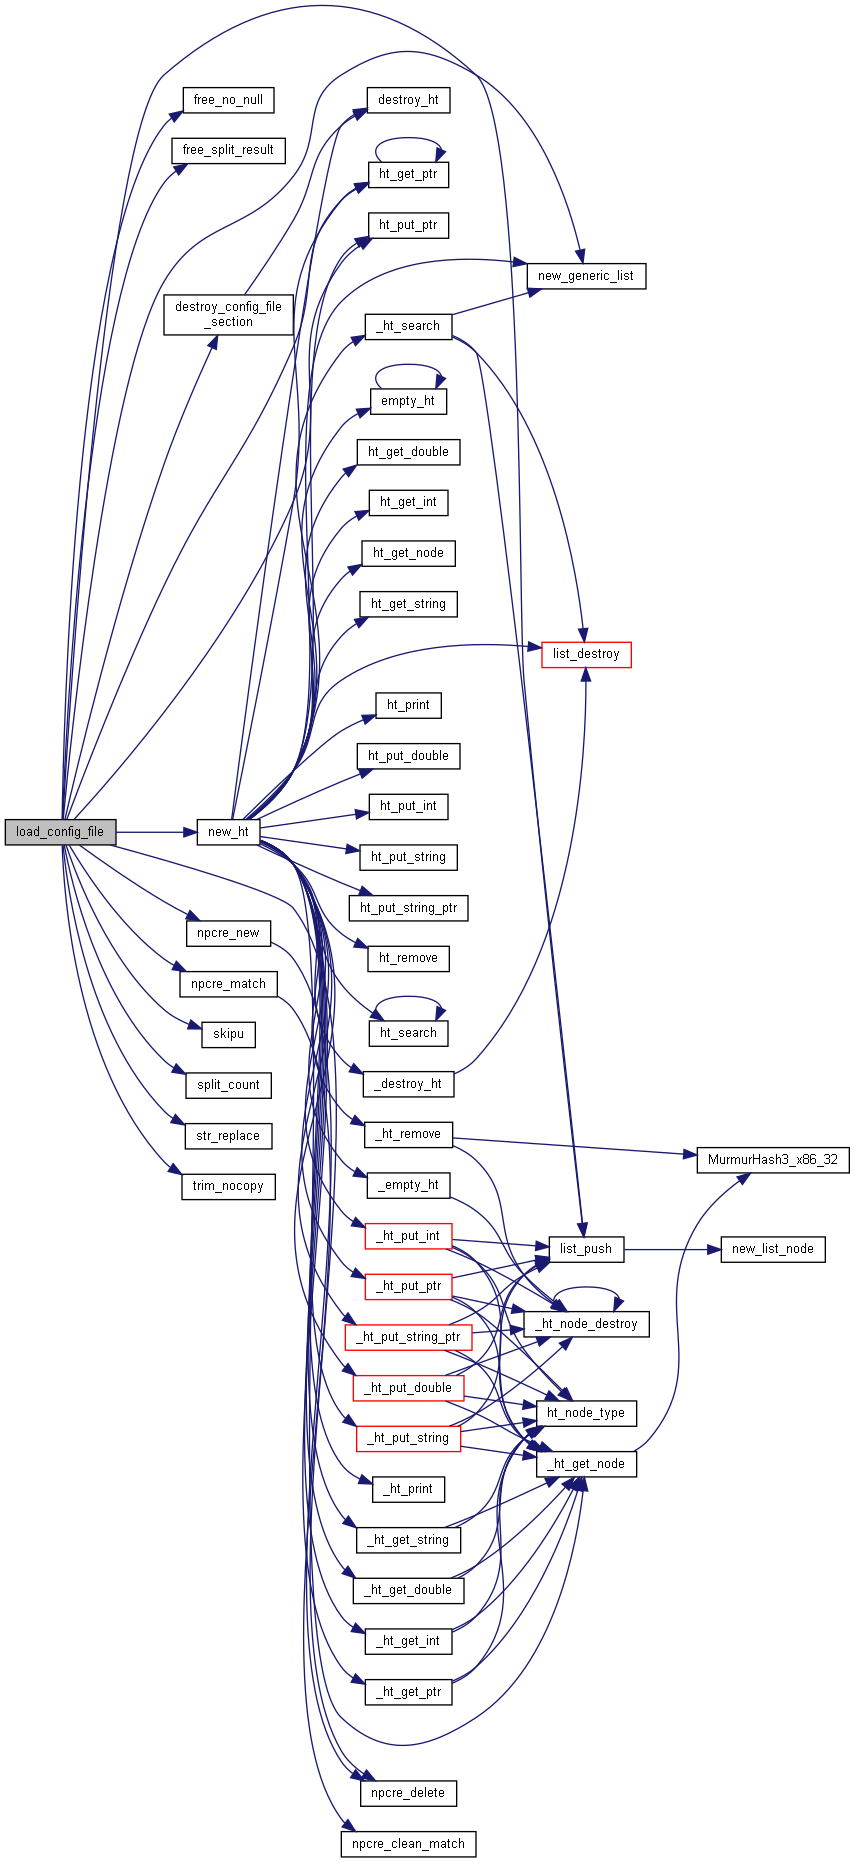 free_no_null
destroy_ht
free_split_result
ht_get_ptr
ht_put_ptr
new_generic_list
destroy_config_file
_section
_ht_search
empty_ht
ht_get_double
ht_get_int
ht_get_node
ht_get_string
list_destroy
ht_print
ht_put_double
ht_put_int
load_config_file
new_ht
ht_put_string
ht_put_string_ptr
npcre_new
ht_remove
npcre_match
skipu
ht_search
split_count
_destroy_ht
str_replace
_ht_remove
MurmurHash3_x86_32
trim_nocopy
_empty_ht
_ht_put_int
list_push
new_list_node
_ht_put_ptr
_ht_node_destroy
_ht_put_string_ptr
_ht_put_double
ht_node_type
_ht_put_string
_ht_get_node
_ht_print
_ht_get_string
_ht_get_double
_ht_get_int
_ht_get_ptr
npcre_delete
npcre_clean_match